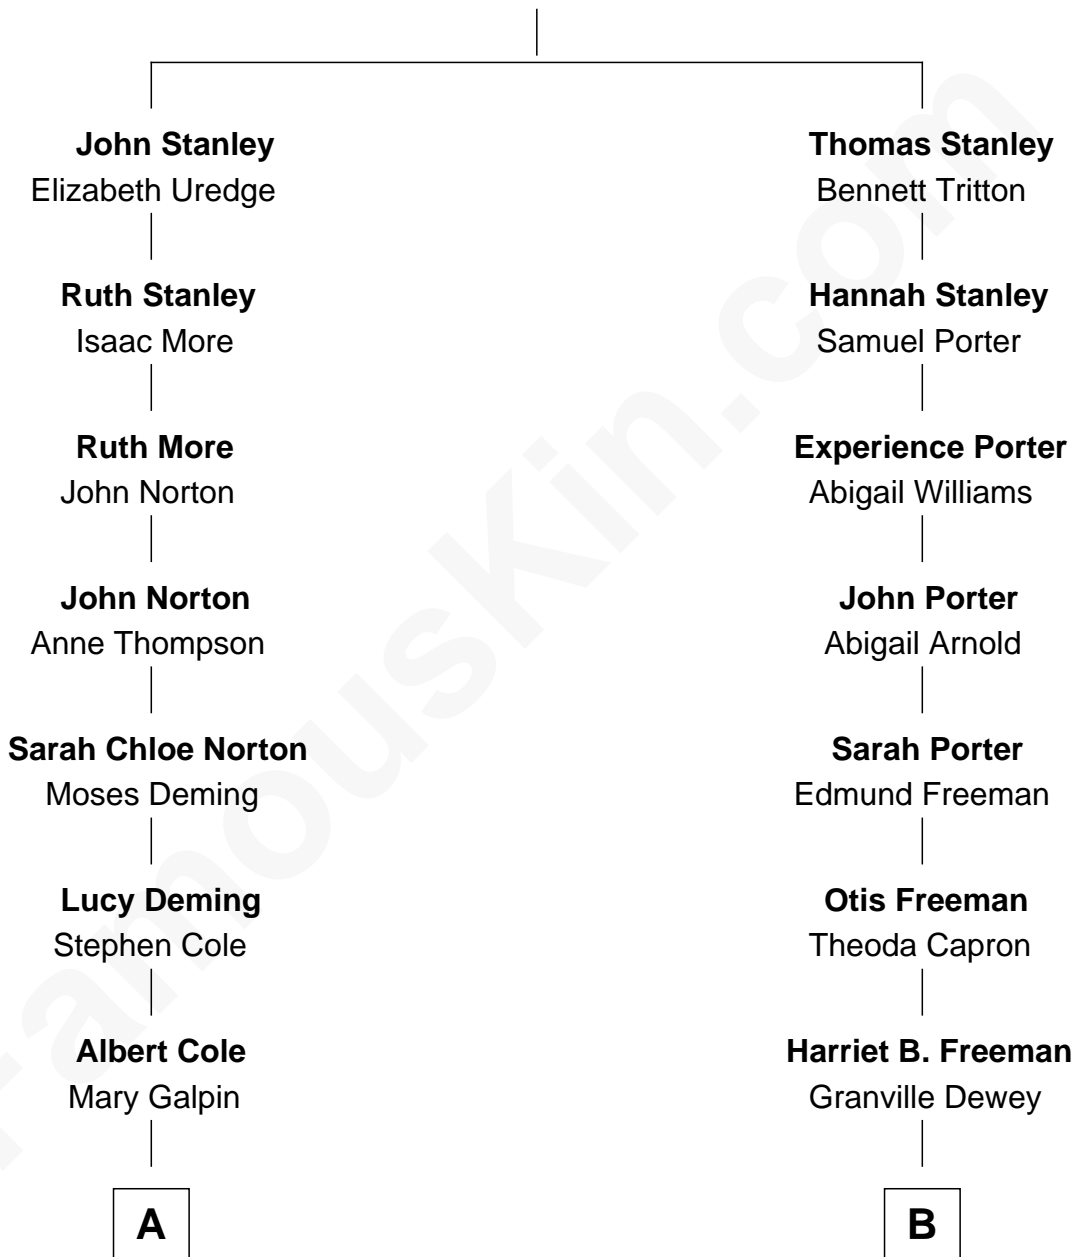 John Stanley
Elizabeth Uredge
Ruth Stanley
Isaac More
Ruth More
John Norton
John Norton
Anne Thompson
Sarah Chloe Norton
Moses Deming
Lucy Deming
Stephen Cole
Albert Cole
Mary Galpin
A
Thomas Stanley
Bennett Tritton
Hannah Stanley
Samuel Porter
Experience Porter
Abigail Williams
John Porter
Abigail Arnold
Sarah Porter
Edmund Freeman
Otis Freeman
Theoda Capron
Harriet B. Freeman
Granville Dewey
B
FamousKin.com